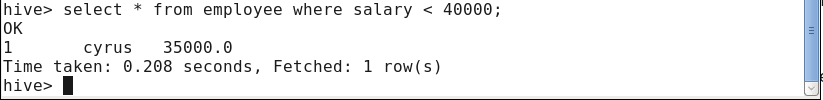 hive> select * from employee where salary < 40000;
OK
1 cyrus 35000.0
Time taken: 0.208 seconds, Fetched: 1 row(s)
hive>